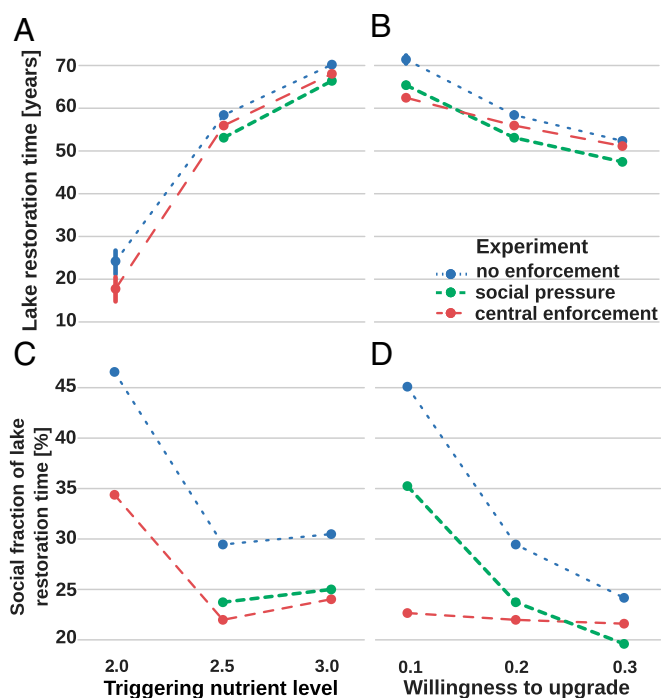 A
B
Lake restoration time [years]
70
60
50
40
30
20
10
Experiment
no enforcement
social pressure
central enforcement
C
D
Social fraction of lake
restoration time [%]
45
40
35
30
25
20
2.0 2.5 3.0
0.1 0.2 0.3
Triggering nutrient level
Willingness to upgrade